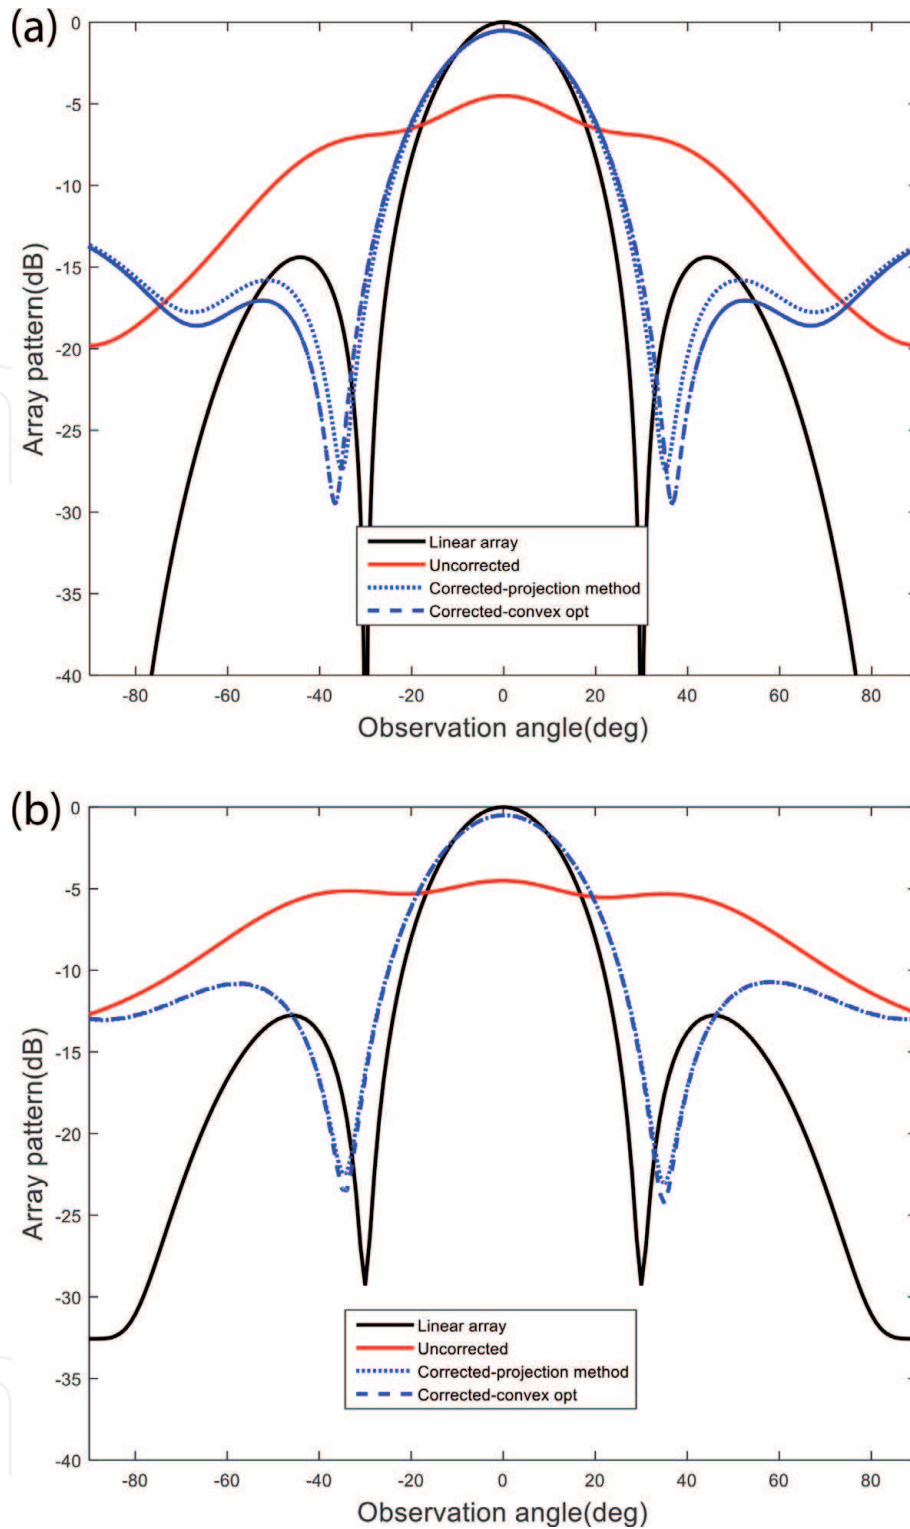 (a)
0
-5
-10
-15
-20
-25
-30
-35
-40
Array pattern(dB)
Linear array
Uncorrected
Corrected-projection method
Corrected-convex opt
-80 -60 -40 -20 0 20 40 60 80
Observation angle(deg)
(b)
0
-5
-10
-15
-20
-25
-30
-35
-40
Array pattern(dB)
Linear array
Uncorrected
Corrected-projection method
Corrected-convex opt
-80 -60 -40 -20 0 20 40 60 80
Observation angle(deg)